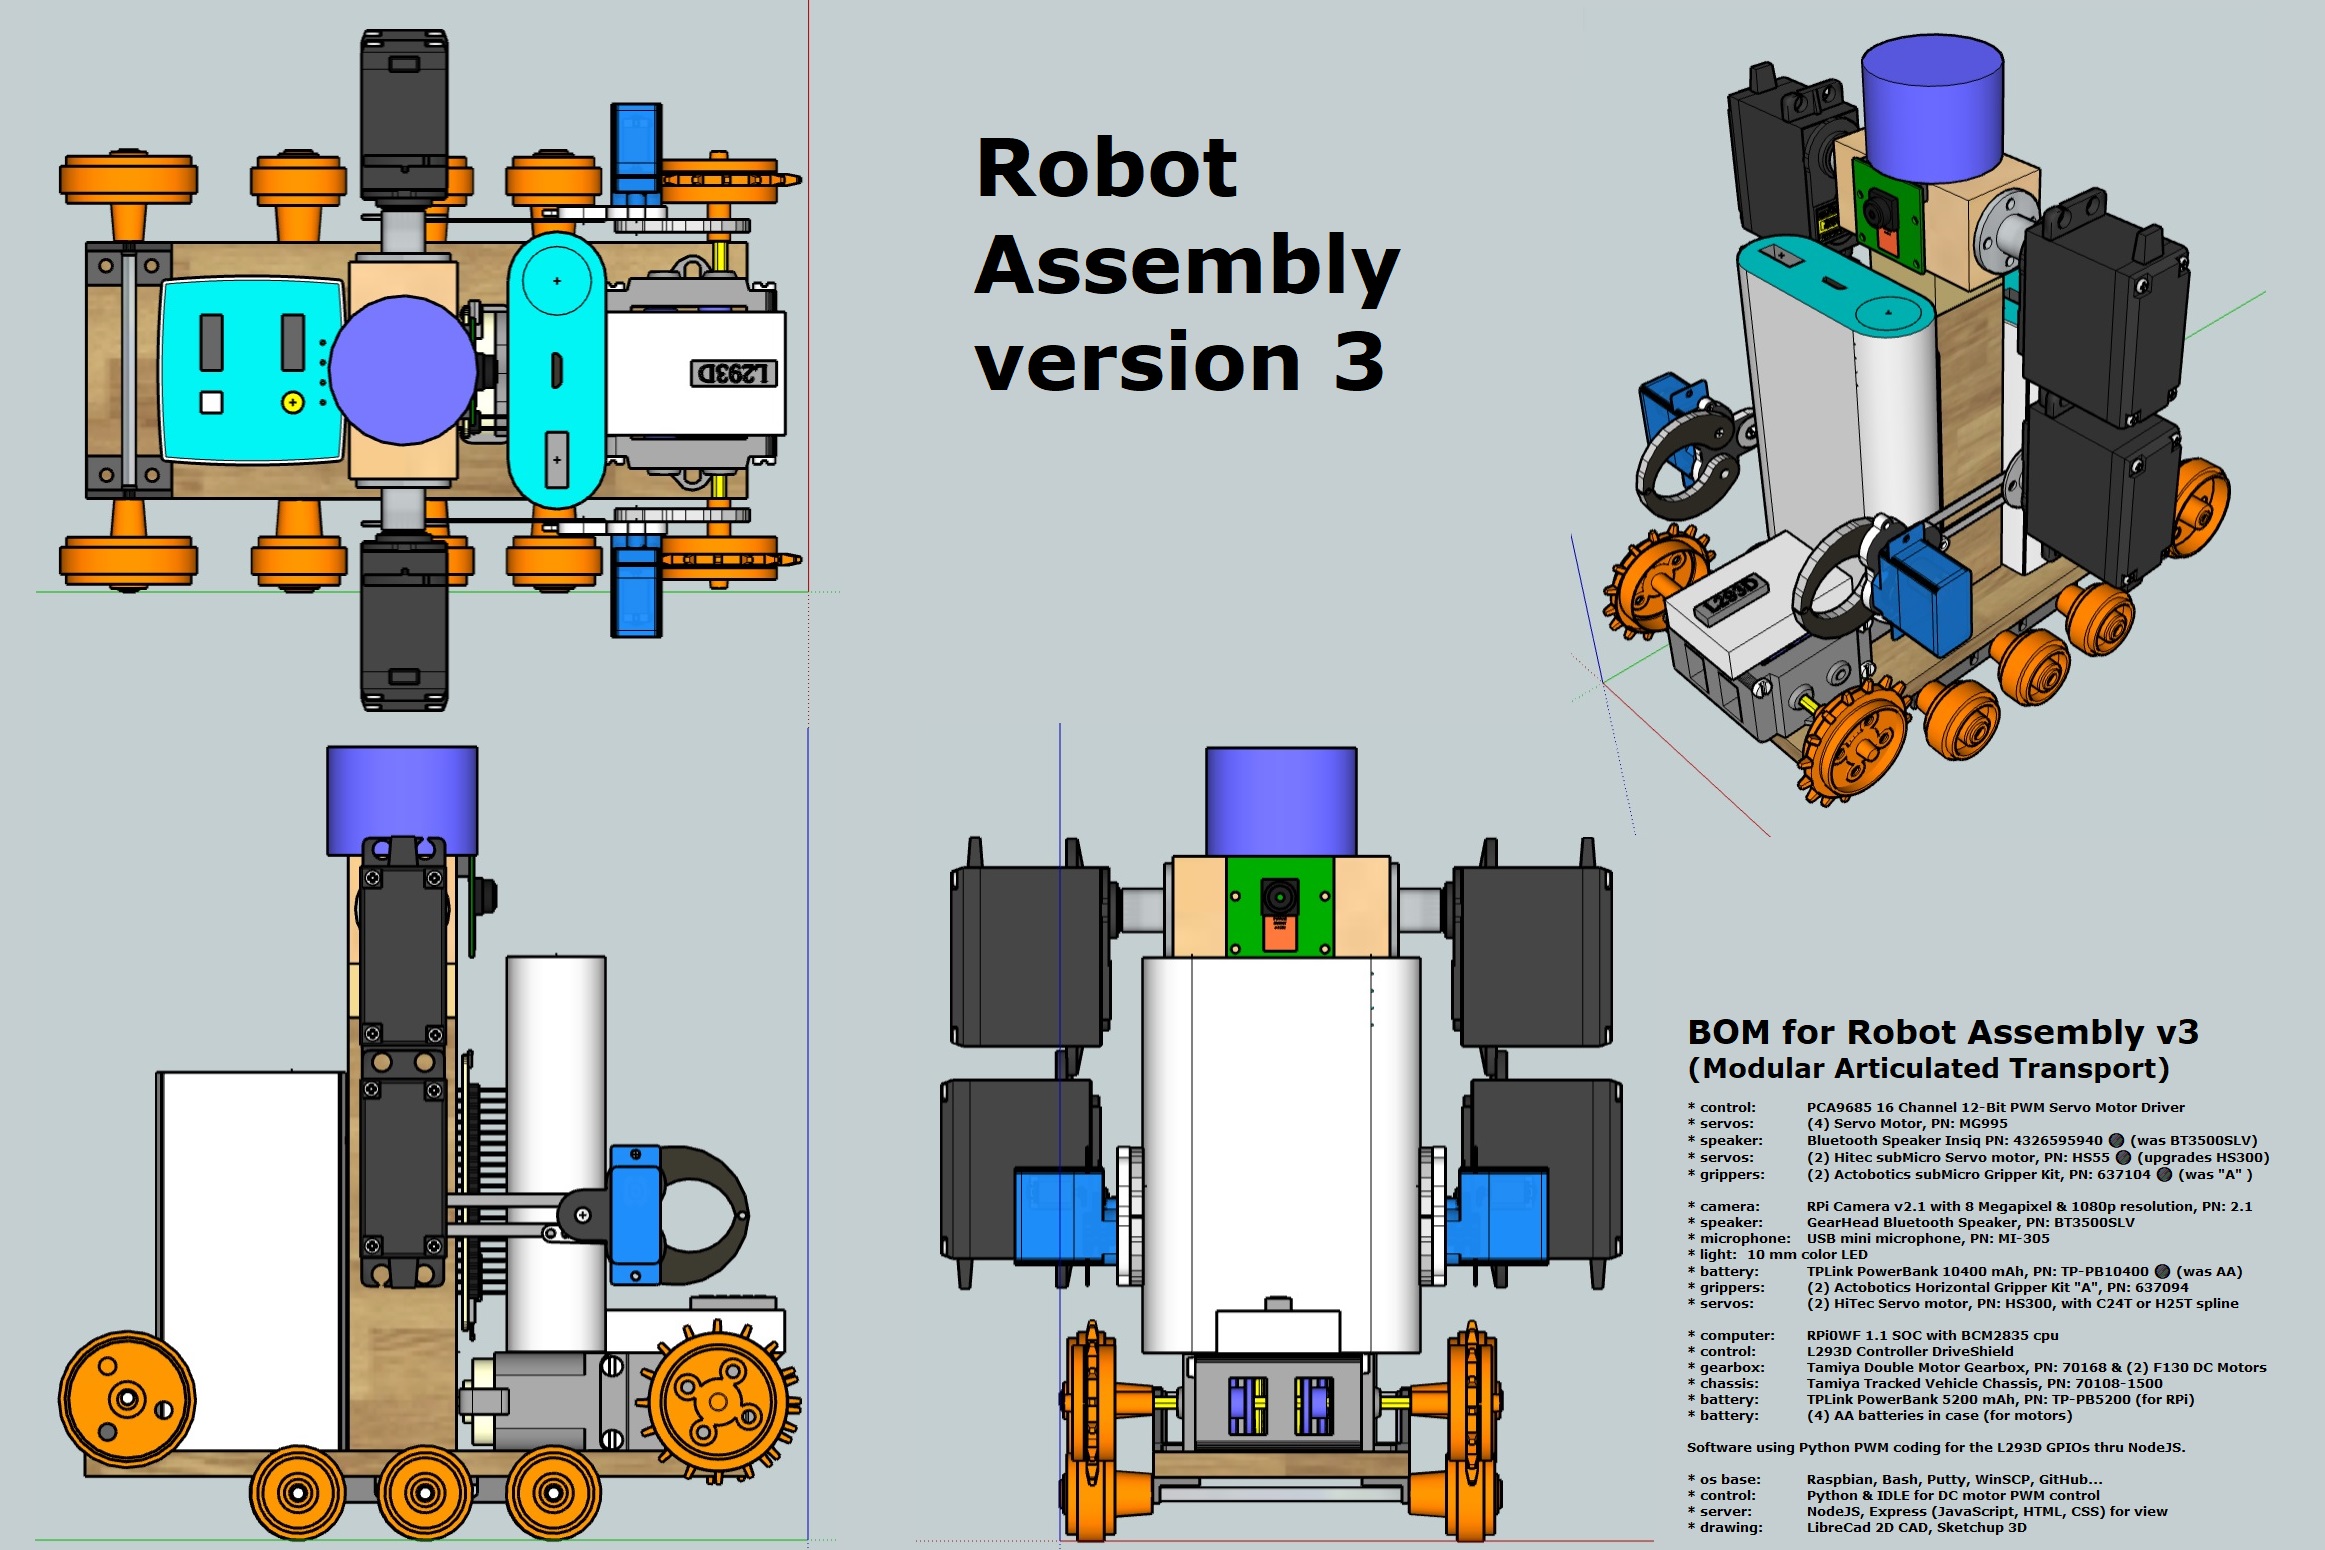 Robot
Assembly
version 3
L293D
L293D
BOM for Robot Assembly v3
(Modular Articulated Transport)
* control: PCA9685 16 Channel 12-Bit PWM Servo Motor Driver
* servos: (4) Servo Motor, PN: MG995
* speaker: Bluetooth Speaker Insiq PN: 4326595940 (was BT3500SLV)
* servos: (2) Hitec subMicro Servo motor, PN: HS55 (upgrades HS300)
* grippers: (2) Actobotics subMicro Gripper Kit, PN: 637104 (was "A" )
* camera: RPi Camera v2.1 with 8 Megapixel & 1080p resolution, PN: 2.1
* speaker: GearHead Bluetooth Speaker, PN: BT3500SLV
* microphone: USB mini microphone, PN: MI-305
* light: 10 mm color LED
* battery: TPLink PowerBank 10400 mAh, PN: TP-PB10400 (was AA)
* grippers: (2) Actobotics Horizontal Gripper Kit "A", PN: 637094
* servos: (2) HiTec Servo motor, PN: HS300, with C24T or H25T spline
* computer: RPi0WF 1.1 SOC with BCM2835 cpu
* control: L293D Controller DriveShield
* gearbox: Tamiya Double Motor Gearbox, PN: 70168 & (2) F130 DC Motors
* chassis: Tamiya Tracked Vehicle Chassis, PN: 70108-1500
* battery: TPLink PowerBank 5200 mAh, PN: TP-PB5200 (for RPi)
* battery: (4) AA batteries in case (for motors)
Software using Python PWM coding for the L293D GPIOs thru NodeJS.
* os base: Raspbian, Bash, Putty, WinSCP, GitHub...
* control: Python & IDLE for DC motor PWM control
* server: NodeJS, Express (JavaScript, HTML, CSS) for view
* drawing: LibreCad 2D CAD, Sketchup 3D